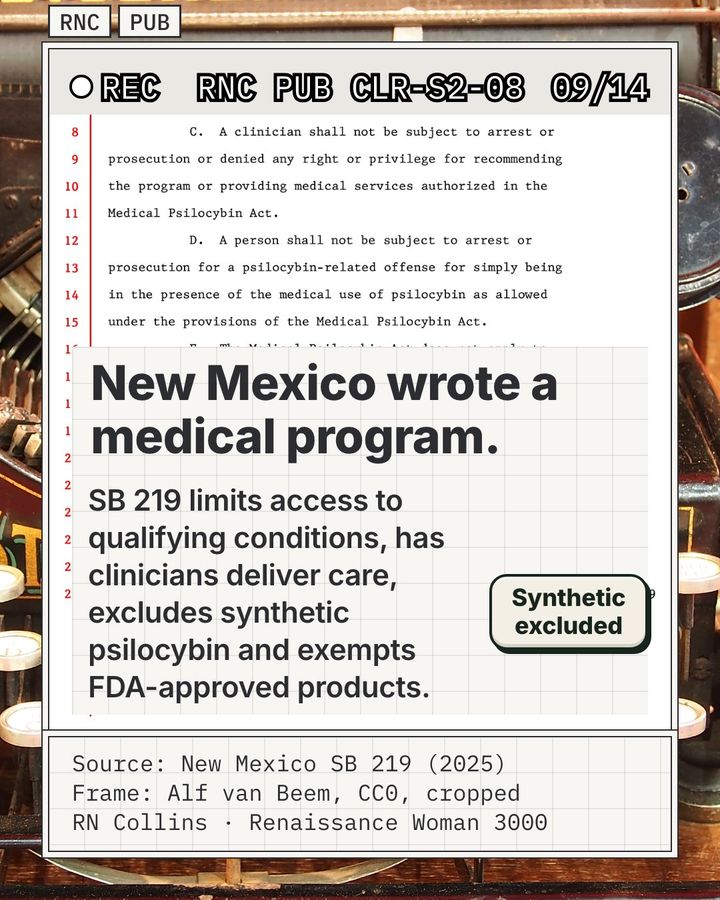 RNC PUB
REC RNC PUB CLR-S2-08 09/14
8 C. A clinician shall not be subject to arrest or
9 prosecution or denied any right or privilege for recommending
10 the program or providing medical services authorized in the
11 Medical Psilocybin Act.
12 D. A person shall not be subject to arrest or
13 prosecution for a psilocybin-related offense for simply being
14 in the presence of the medical use of psilocybin as allowed
15 under the provisions of the Medical Psilocybin Act.
New Mexico wrote a
medical program.
SB 219 limits access to
qualifying conditions, has
clinicians deliver care,
excludes synthetic
psilocybin and exempts
FDA-approved products.
Synthetic
excluded
Source: New Mexico SB 219 (2025)
Frame: Alf van Beem, CC0, cropped
RN Collins · Renaissance Woman 3000